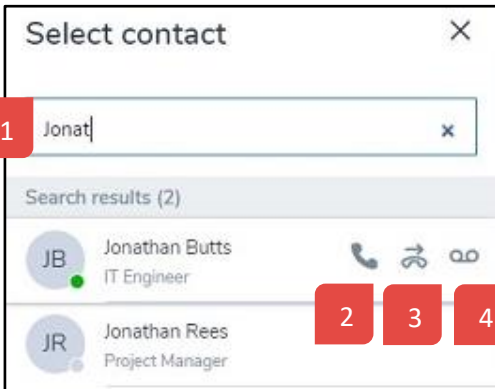 Select contact
1
Jonat
Search results (2)
JB
Jonathan Butts
IT Engineer
2
3
4
JR
Jonathan Rees
Project Manager